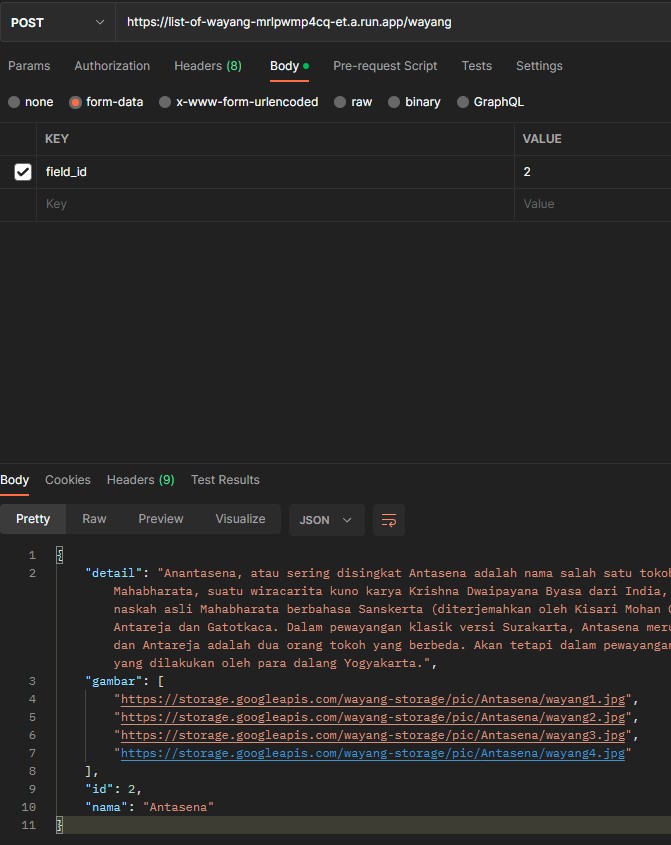 POST https://list-of-wayang-mrlpwmp4cq-et.a.run.app/wayang
Params Authorization Headers (8) Body Pre-request Script Tests Settings
none form-data x-www-form-urlencoded raw binary GraphQL
KEY VALUE
field_id 2
Key Value
Body Cookies Headers (9) Test Results
Pretty Raw Preview Visualize JSON
1 {
2 "detail": "Anantasena, atau sering disingkat Antasena adalah nama salah satu tokoh
Mahabharata, suatu wiracarita kuno karya Krishna Dwaipayana Byasa dari India,
naskah asli Mahabharata berbahasa Sanskerta (diterjemahkan oleh Kisari Mohan
Antareja dan Gatotkaca. Dalam pewayangan klasik versi Surakarta, Antasena
dan Antareja adalah dua orang tokoh yang berbeda. Akan tetapi dalam pewayangan
yang dilakukan oleh para dalang Yogyakarta.",
3 "gambar": [
4 "https://storage.googleapis.com/wayang-storage/pic/Antasena/wayang1.jpg",
5 "https://storage.googleapis.com/wayang-storage/pic/Antasena/wayang2.jpg",
6 "https://storage.googleapis.com/wayang-storage/pic/Antasena/wayang3.jpg",
7 "https://storage.googleapis.com/wayang-storage/pic/Antasena/wayang4.jpg"
8 ],
9 "id": 2,
10 "nama": "Antasena"
11 }